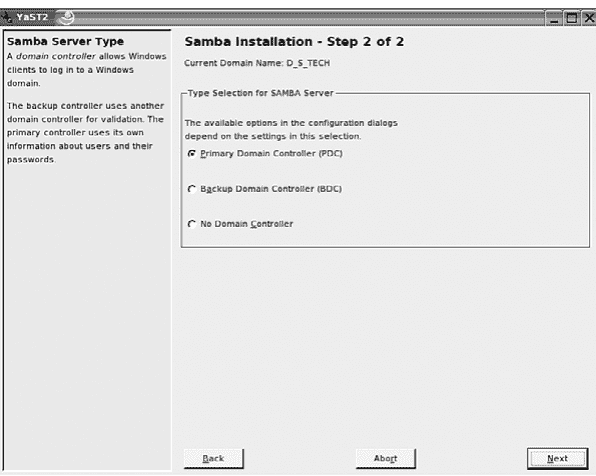 YaST2
Samba Server Type
A domain controller allows Windows
clients to log in to a Windows
domain.
The backup controller uses another
domain controller for validation. The
primary controller uses its own
information about users and their
passwords.
Samba Installation - Step 2 of 2
Current Domain Name: D_S_TECH
Type Selection for SAMBA Server
The available options in the configuration dialogs
depend on the settings in this selection.
Primary Domain Controller (PDC)
Backup Domain Controller (BDC)
No Domain Controller
Back
Abort
Next